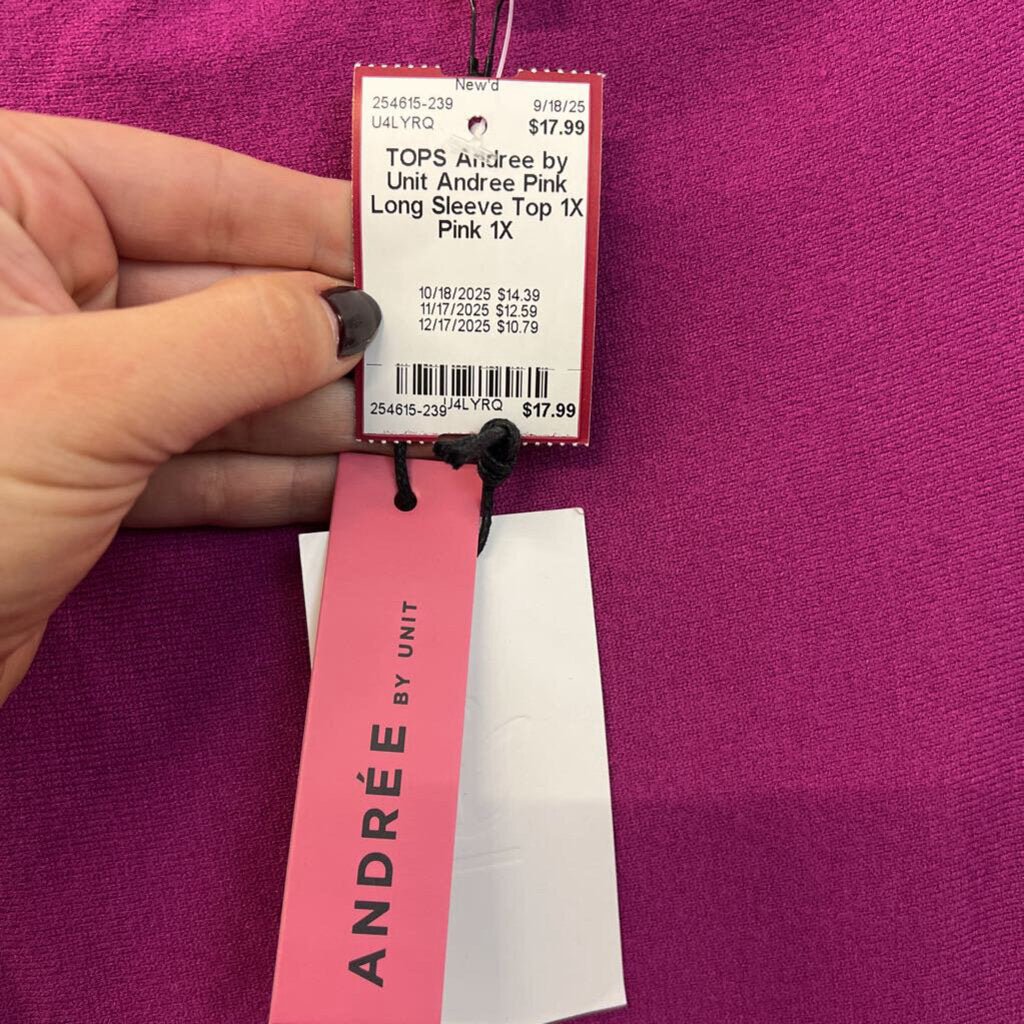 New'd
254615-239 9/18/25
U4LYRQ $17.99
TOPS Andree by
Unit Andree Pink
Long Sleeve Top 1X
Pink 1X
10/18/2025 $14.39
11/17/2025 $12.59
12/17/2025 $10.79
254615-239 U4LYRQ $17.99
ANDRÉE BY UNIT